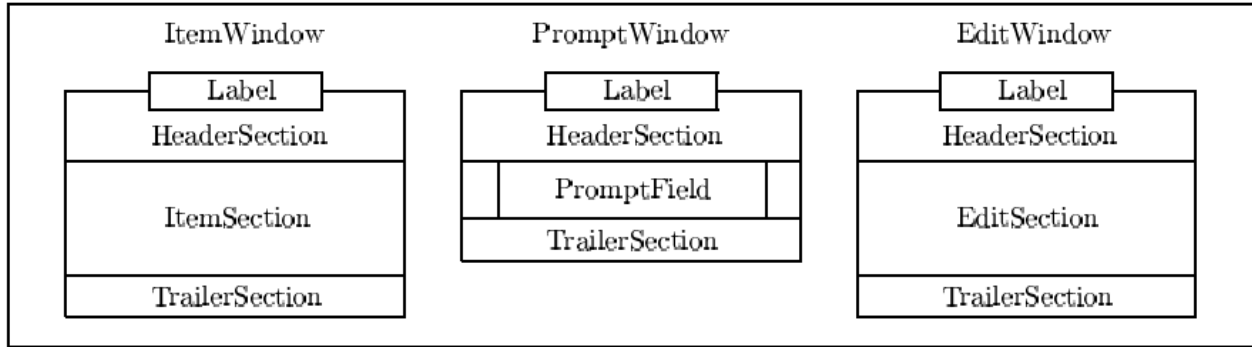 ItemWindow PromptWindow EditWindow
Label Label Label
HeaderSection HeaderSection HeaderSection
ItemSection PromptField EditSection
TrailerSection
TrailerSection TrailerSection